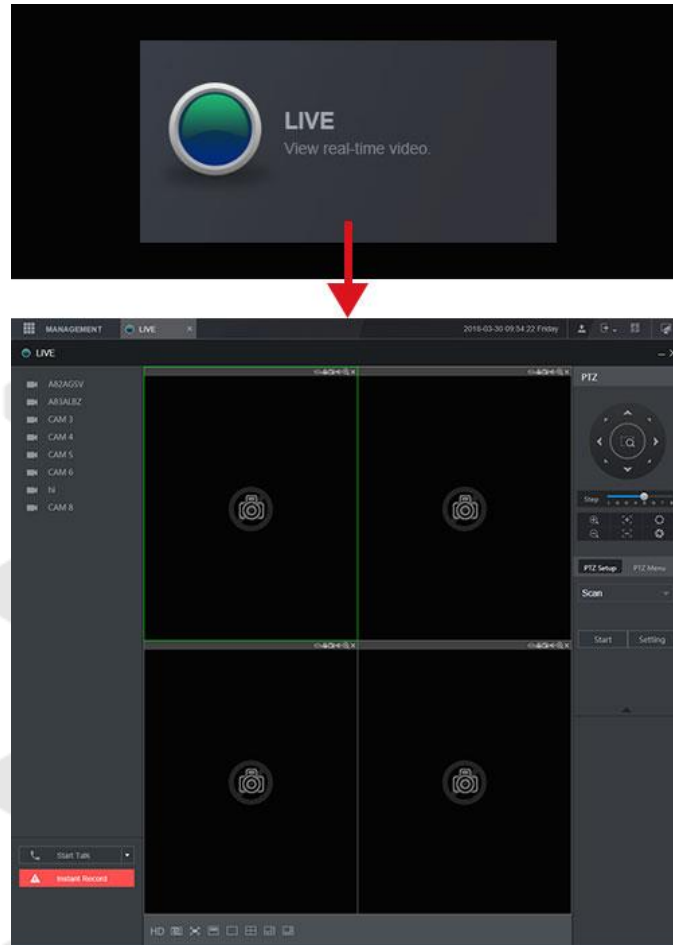 LIVE
View real-time video.
MANAGEMENT
LIVE
2018-03-30 09:54:22 Friday
LIVE
PTZ
A82AGSV
CAM 3
CAM 4
CAM 5
CAM 6
hi
CAM 8
Step
PTZ Setup
PTZ Menu
Scan
Start
Setting
Start Talk
Instant Record
HD